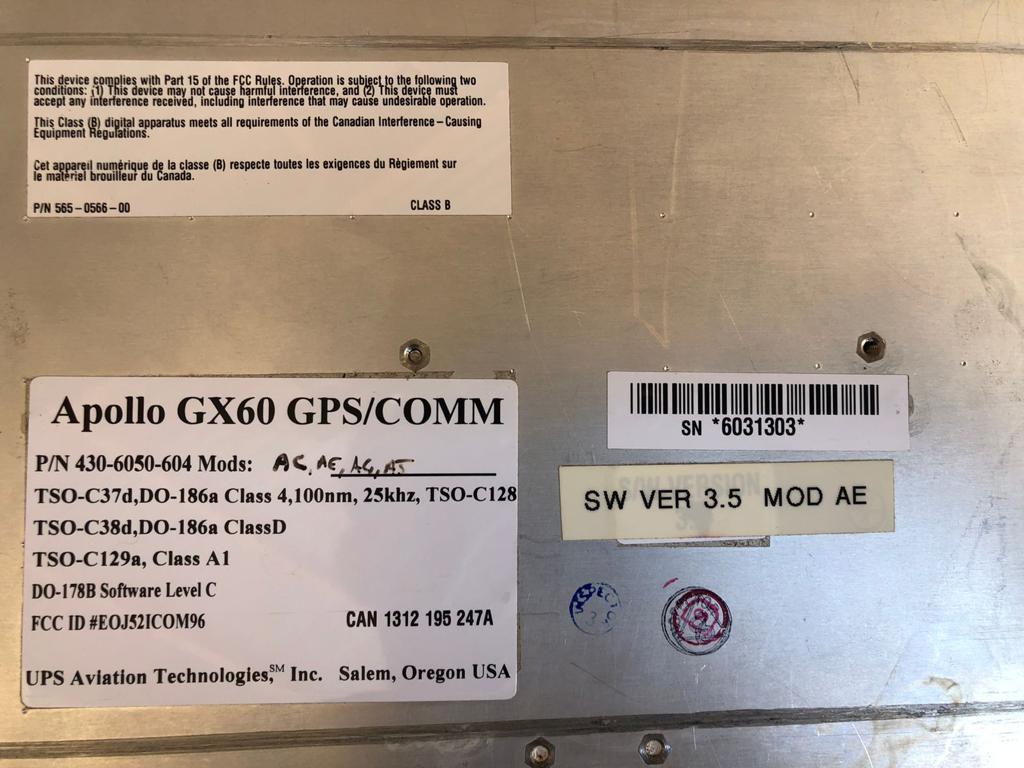 This device complies with Part 15 of the FCC Rules. Operation is subject to the following two
conditions: (1) This device may not cause harmful interference, and (2) This device must
accept any interference received, including interference that may cause undesirable operation.
This Class (B) digital apparatus meets all requirements of the Canadian Interference-Causing
Equipment Regulations.
Cet appareil numérique de la classe (B) respecte toutes les exigences du Règiement sur
le matériel brouilleur du Canada.
P/N 565-0566-00 CLASS B
Apollo GX60 GPS/COMM
P/N 430-6050-604 Mods: AC, AE, AG, AJ
TSO-C37d,DO-186a Class 4,100nm, 25khz, TSO-C128
TSO-C38d,DO-186a ClassD
TSO-C129a, Class A1
DO-178B Software Level C
FCC ID #EOJ52ICOM96 CAN 1312 195 247A
UPS Aviation Technologies,SM Inc. Salem, Oregon USA
SN *6031303*
SW VERSION
SW VER 3.5 MOD AE
INSPECT